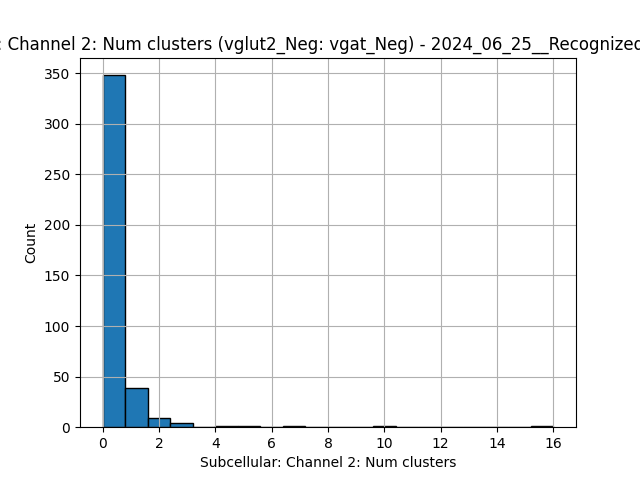 : Channel 2: Num clusters (vglut2_Neg: vgat_Neg) - 2024_06_25__Recognized
350
300
250
200
150
100
50
0
Count
0 2 4 6 8 10 12 14 16
Subcellular: Channel 2: Num clusters